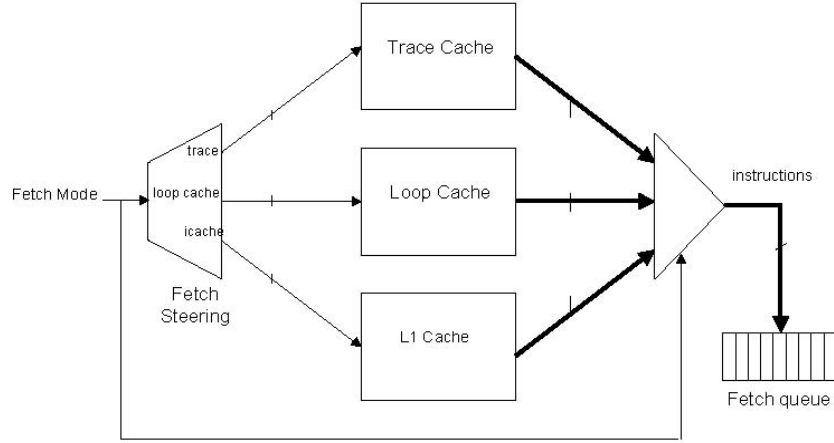 Trace Cache
trace
Fetch Mode
loop cache
Loop Cache
instructions
icache
Fetch
Steering
L1 Cache
Fetch queue